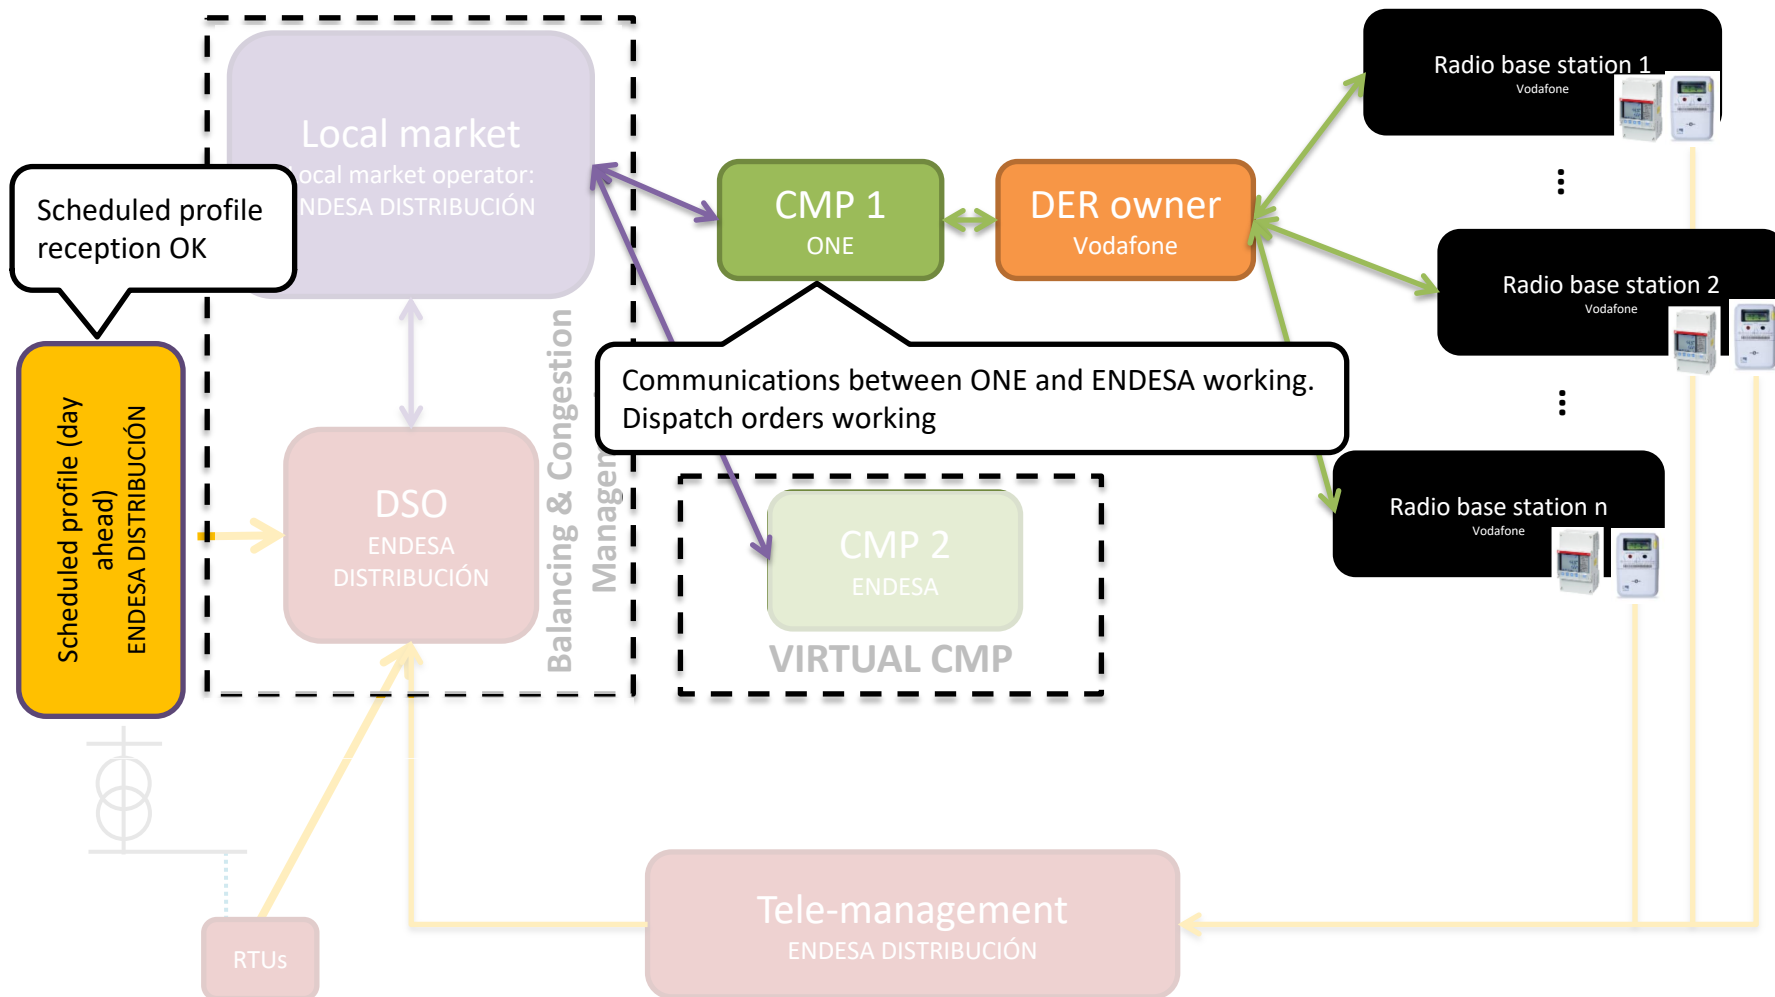 Local market
Local market operator:
ENDESA DISTRIBUCIÓN
Scheduled profile
reception OK
Scheduled profile (day
ahead)
ENDESA DISTRIBUCIÓN
DSO
ENDESA
DISTRIBUCIÓN
Balancing & Congestion
Manage
CMP 1
ONE
DER owner
Vodafone
Communications between ONE and ENDESA working.
Dispatch orders working
CMP 2
ENDESA
VIRTUAL CMP
Radio base station 1
Vodafone
...
Radio base station 2
Vodafone
...
Radio base station n
Vodafone
Tele-management
ENDESA DISTRIBUCIÓN
RTUs